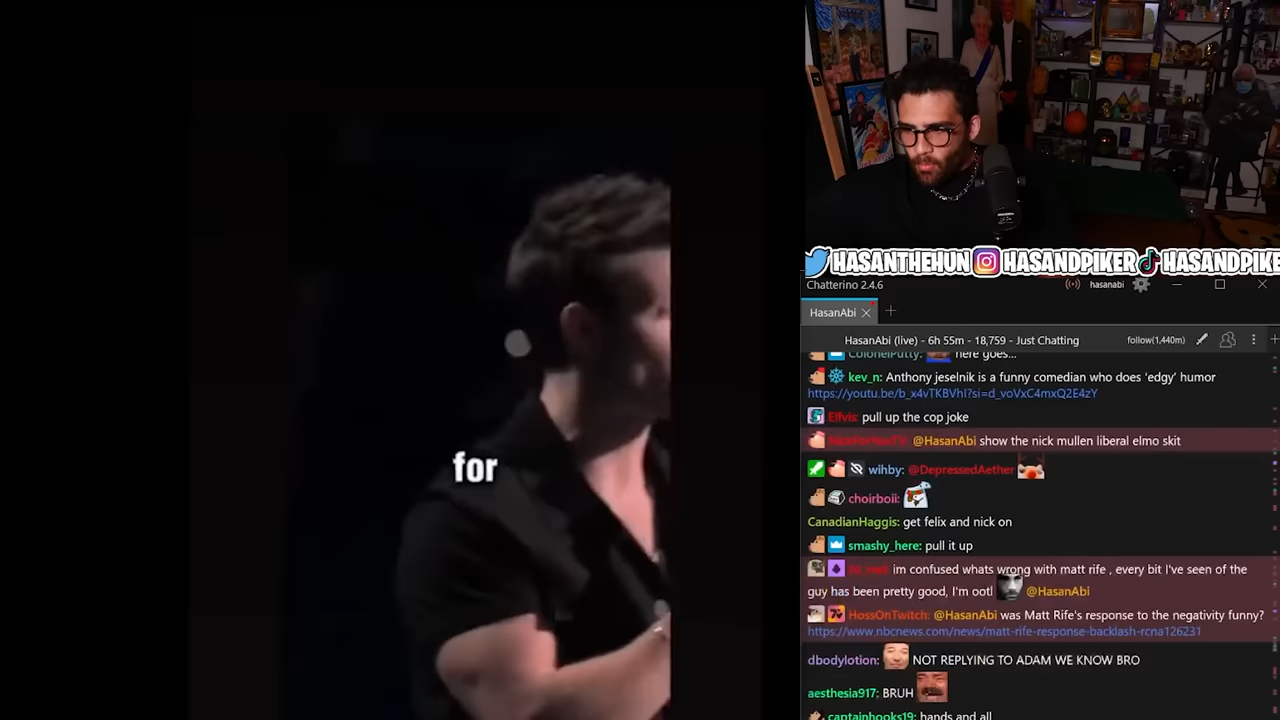 for
HASANTHEHUN HASANDPIKER HASANDPIKE
Chatterino 2.4.6
hasanabi
HasanAbi
HasanAbi (live) - 6h 55m - 18,759 - Just Chatting
follow(1,440m)
ColonelPutty: here goes...
kev_n: Anthony jeselnik is a funny comedian who does 'edgy' humor
https://youtu.be/b_x4vTKBVhI?si=d_voVxC4mxQ2E4zY
Elfvis: pull up the cop joke
@HasanAbi show the nick mullen liberal elmo skit
wihby: @DepressedAether
choirboii:
CanadianHaggis: get felix and nick on
smashy_here: pull it up
im confused whats wrong with matt rife , every bit I've seen of the
guy has been pretty good, I'm ootl @HasanAbi
HossOnTwitch: @HasanAbi was Matt Rife's response to the negativity funny?
https://www.nbcnews.com/news/matt-rife-response-backlash-rcna126231
dbodylotion: NOT REPLYING TO ADAM WE KNOW BRO
aesthesia917: BRUH
captainhooks19: hands and all